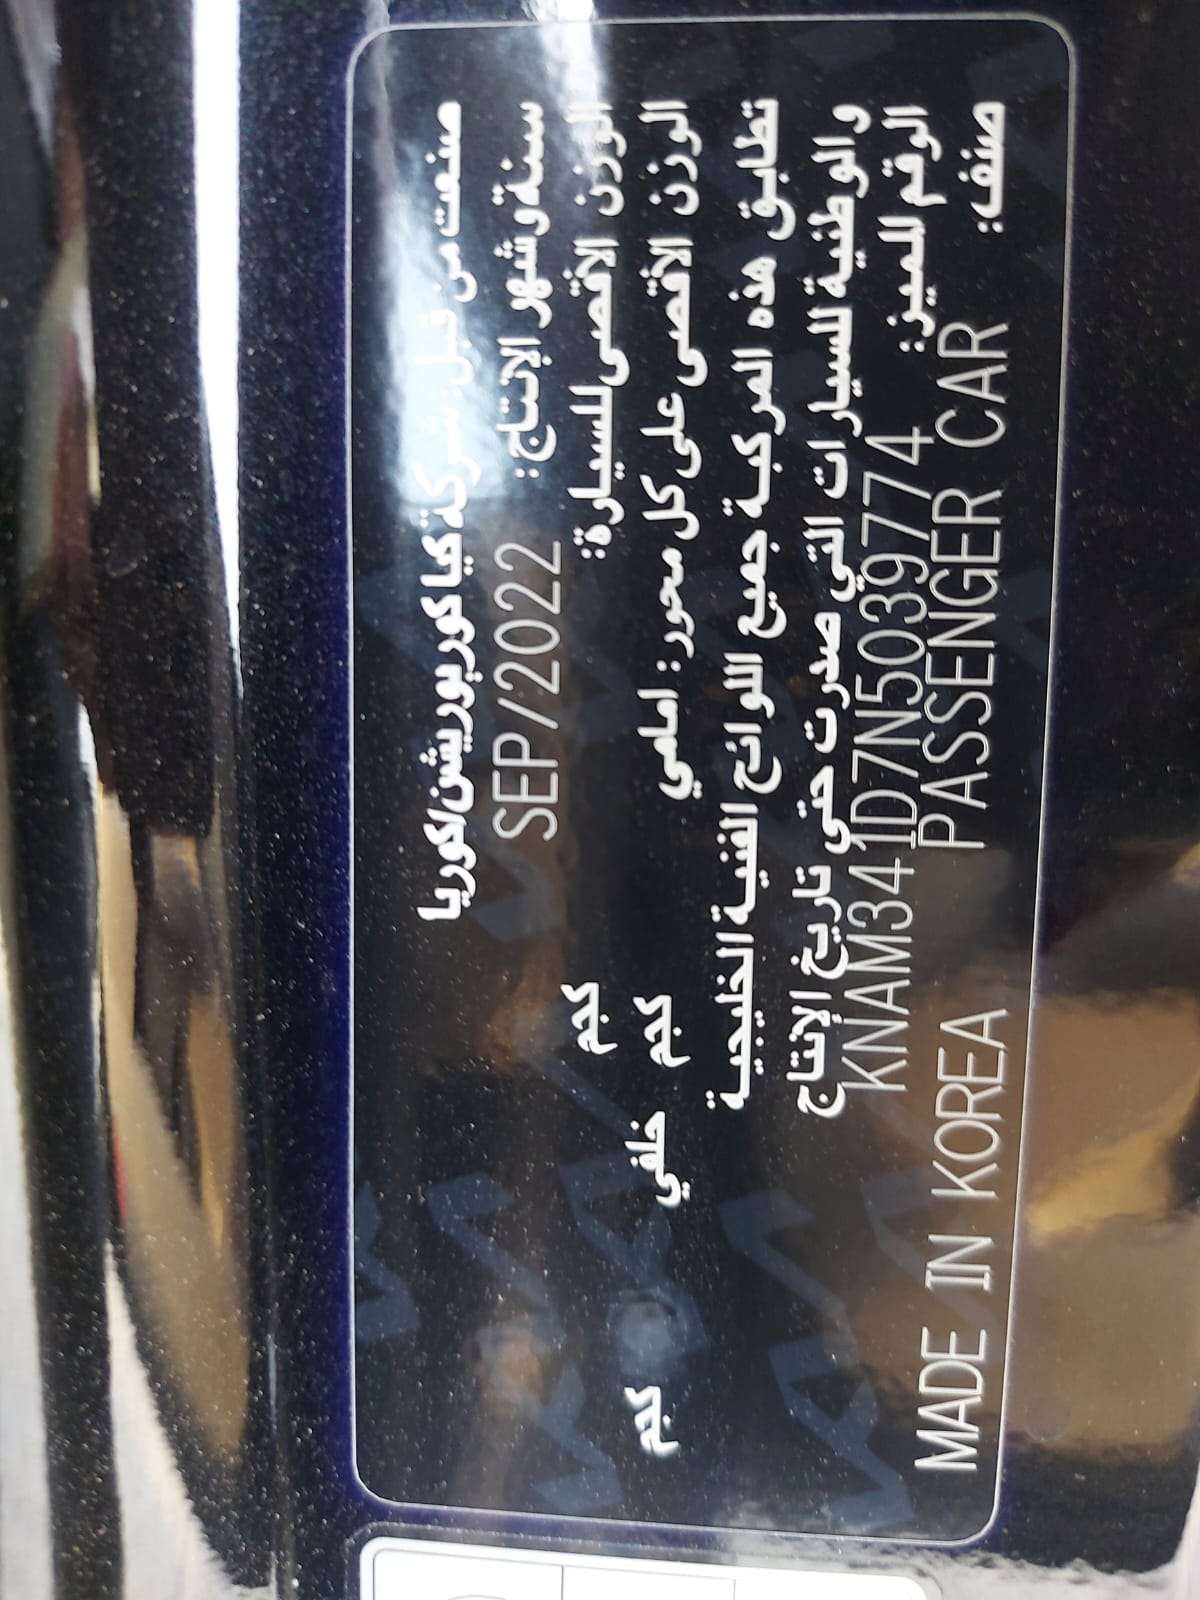 صنعت من قبل: شركة كيا كوربوريشن/كوريا
سنة وشهر الإنتاج: SEP/2022
الوزن الاقصى للسيارة: كجم
الوزن الاقصى على كل محور: امامي كجم خلفي كجم
تطابق هذه المركبة جميع اللوائح الفنية الخليجية
والوطنية للسيارات التي صدرت حتى تاريخ الإنتاج
الرقم المميز: KNAM341D7N5039774
صنف: PASSENGER CAR MADE IN KOREA